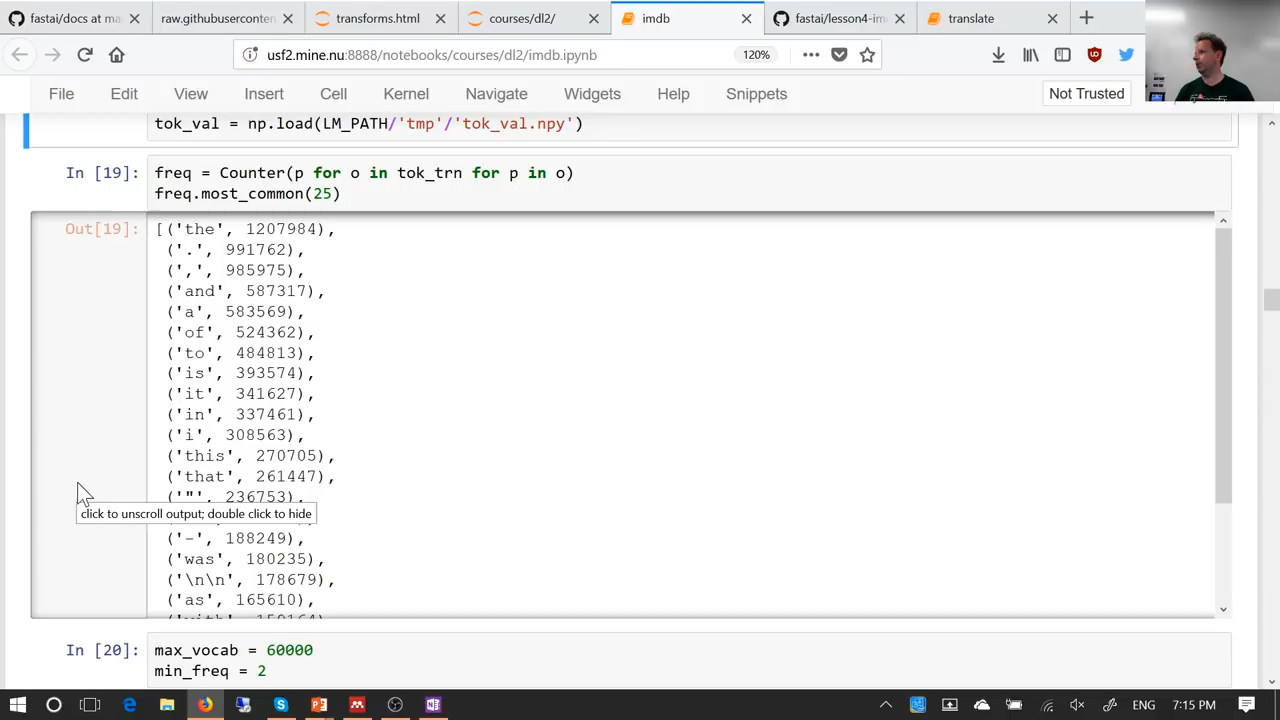 fastai/docs at ma
raw.githubuserconten
transforms.html
courses/dl2/
imdb
fastai/lesson4-im
translate
usf2.mine.nu:8888/notebooks/courses/dl2/imdb.ipynb
120%
File Edit View Insert Cell Kernel Navigate Widgets Help Snippets
Not Trusted
tok_val = np.load(LM_PATH/'tmp'/'tok_val.npy')
In [19]: freq = Counter(p for o in tok_trn for p in o)
freq.most_common(25)
Out[19]: [('the', 1207984),
('.', 991762),
(',', 985975),
('and', 587317),
('a', 583569),
('of', 524362),
('to', 484813),
('is', 393574),
('it', 341627),
('in', 337461),
('i', 308563),
('this', 270705),
('that', 261447),
('"', 236753),
click to unscroll output; double click to hide
('-', 188249),
('was', 180235),
('\n\n', 178679),
('as', 165610),
In [20]: max_vocab = 60000
min_freq = 2
ENG 7:15 PM